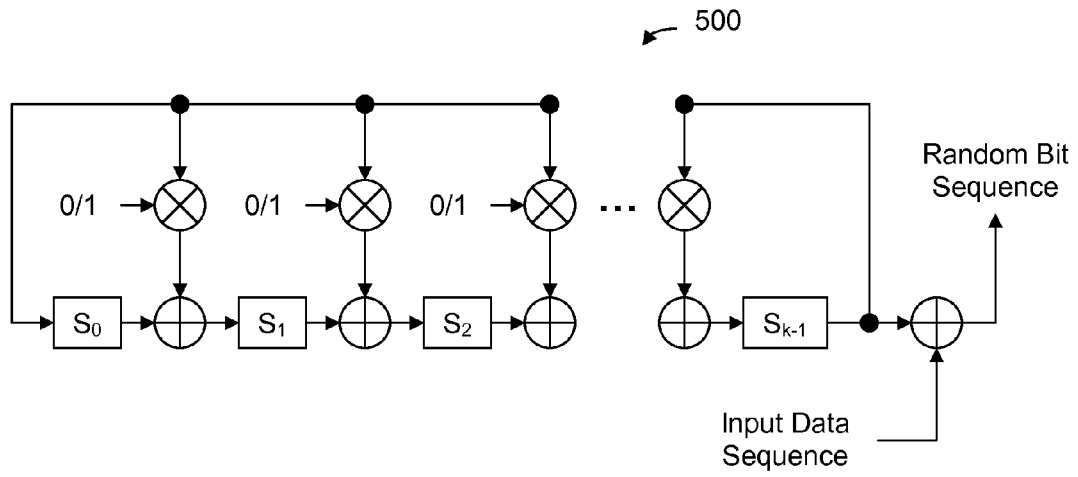 500
Random Bit
Sequence
0/1 0/1 0/1 ...
S₀ S₁ S₂ Sₖ₋₁
Input Data
Sequence